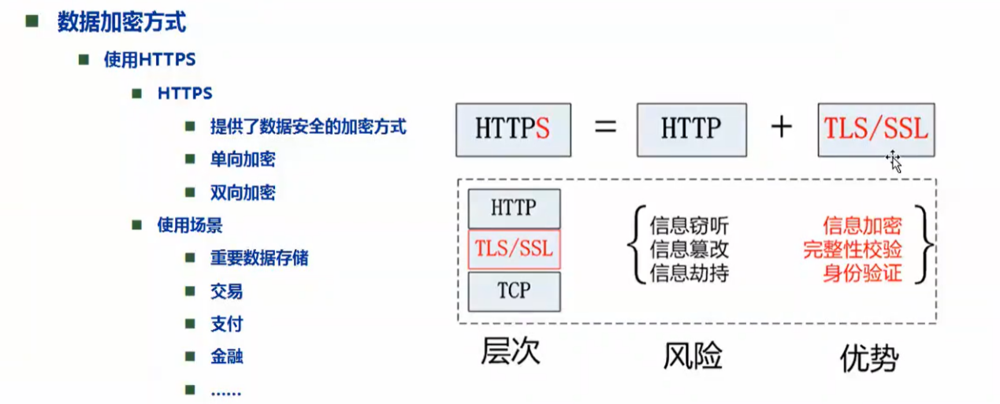 数据加密方式
使用HTTPS
HTTPS
提供了数据安全的加密方式
单向加密
双向加密
使用场景
重要数据存储
交易
支付
金融
......
HTTPS = HTTP + TLS/SSL
HTTP
TLS/SSL
TCP
层次
信息窃听
信息篡改
信息劫持
风险
信息加密
完整性校验
身份验证
优势